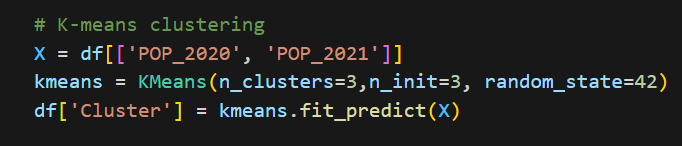 # K-means clustering
X = df[['POP_2020', 'POP_2021']]
kmeans = KMeans(n_clusters=3,n_init=3, random_state=42)
df['Cluster'] = kmeans.fit_predict(X)